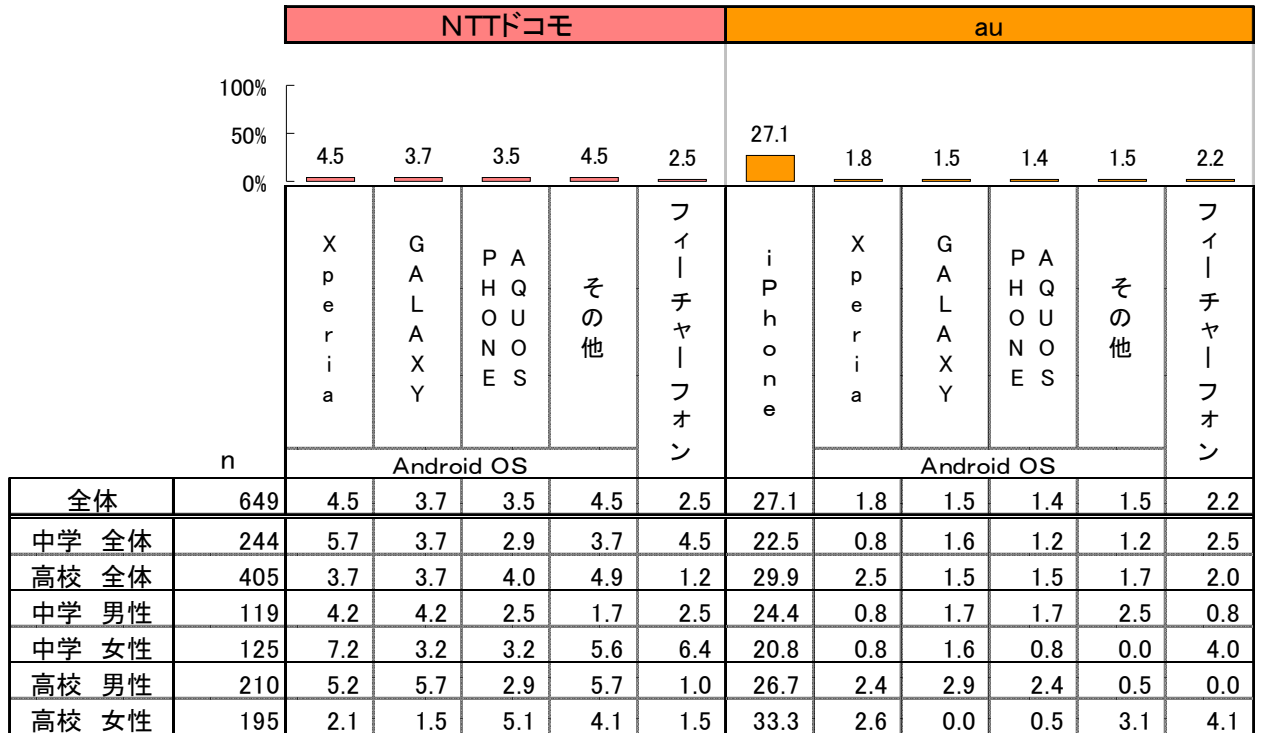 NTTドコモ au
100%
50%
0%
4.5 3.7 3.5 4.5 2.5 27.1 1.8 1.5 1.4 1.5 2.2
Xperia GALAXY AQUOS PHONE その他 フィーチャーフォン iPhone Xperia GALAXY AQUOS PHONE その他 フィーチャーフォン
n Android OS Android OS
全体 649 4.5 3.7 3.5 4.5 2.5 27.1 1.8 1.5 1.4 1.5 2.2
中学 全体 244 5.7 3.7 2.9 3.7 4.5 22.5 0.8 1.6 1.2 1.2 2.5
高校 全体 405 3.7 3.7 4.0 4.9 1.2 29.9 2.5 1.5 1.5 1.7 2.0
中学 男性 119 4.2 4.2 2.5 1.7 2.5 24.4 0.8 1.7 1.7 2.5 0.8
中学 女性 125 7.2 3.2 3.2 5.6 6.4 20.8 0.8 1.6 0.8 0.0 4.0
高校 男性 210 5.2 5.7 2.9 5.7 1.0 26.7 2.4 2.9 2.4 0.5 0.0
高校 女性 195 2.1 1.5 5.1 4.1 1.5 33.3 2.6 0.0 0.5 3.1 4.1